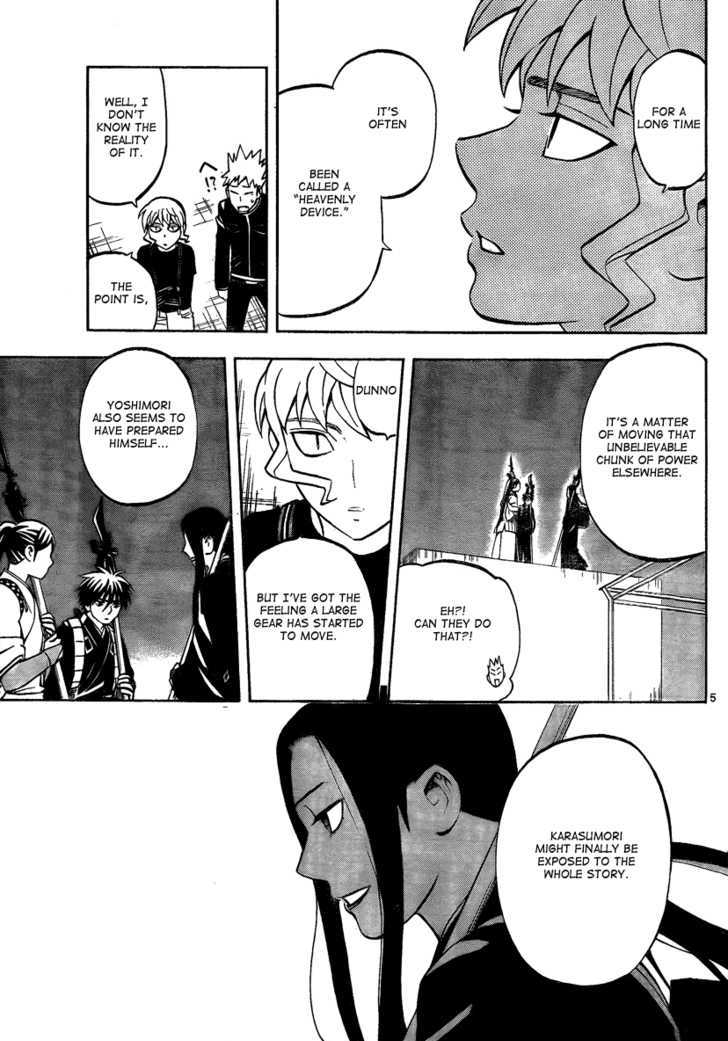 FOR A
LONG TIME
IT'S
OFTEN
BEEN
CALLED A
"HEAVENLY
DEVICE."
WELL, I
DON'T
KNOW THE
REALITY
OF IT.
!?
THE
POINT IS,
IT'S A MATTER
OF MOVING THAT
UNBELIEVABLE
CHUNK OF POWER
ELSEWHERE.
EH?!
CAN THEY DO
THAT?!
DUNNO
BUT I'VE GOT THE
FEELING A LARGE
GEAR HAS STARTED
TO MOVE.
YOSHIMORI
ALSO SEEMS TO
HAVE PREPARED
HIMSELF...
5
KARASUMORI
MIGHT FINALLY BE
EXPOSED TO THE
WHOLE STORY.